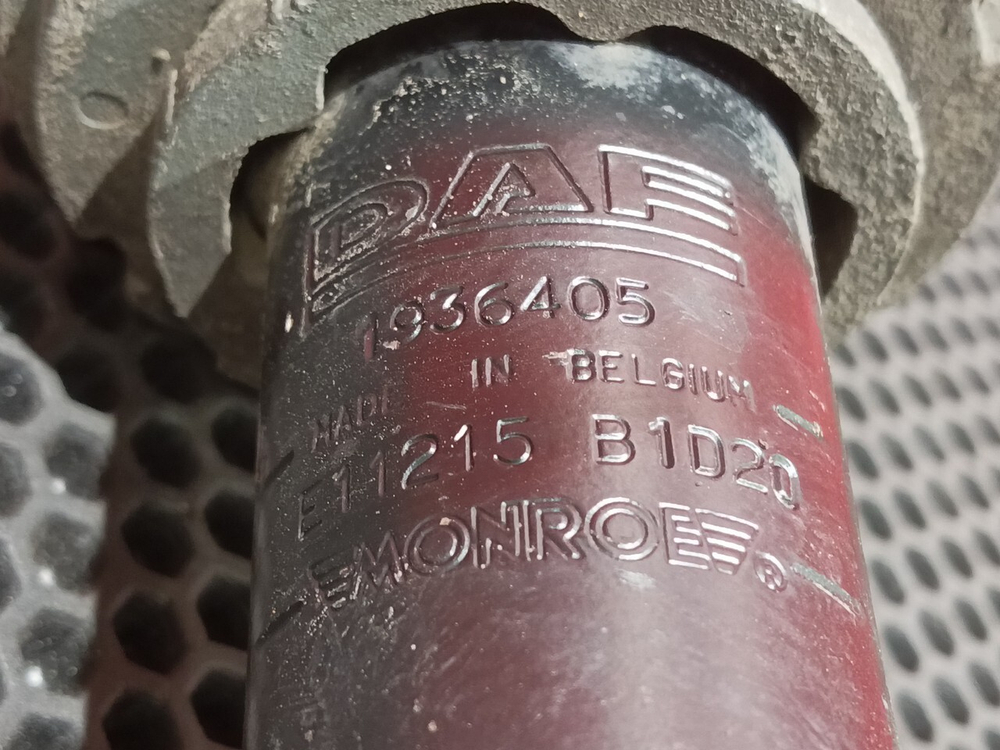 DAF
1936405
MADE IN BELGIUM
E11215 B1D20
MONROE®